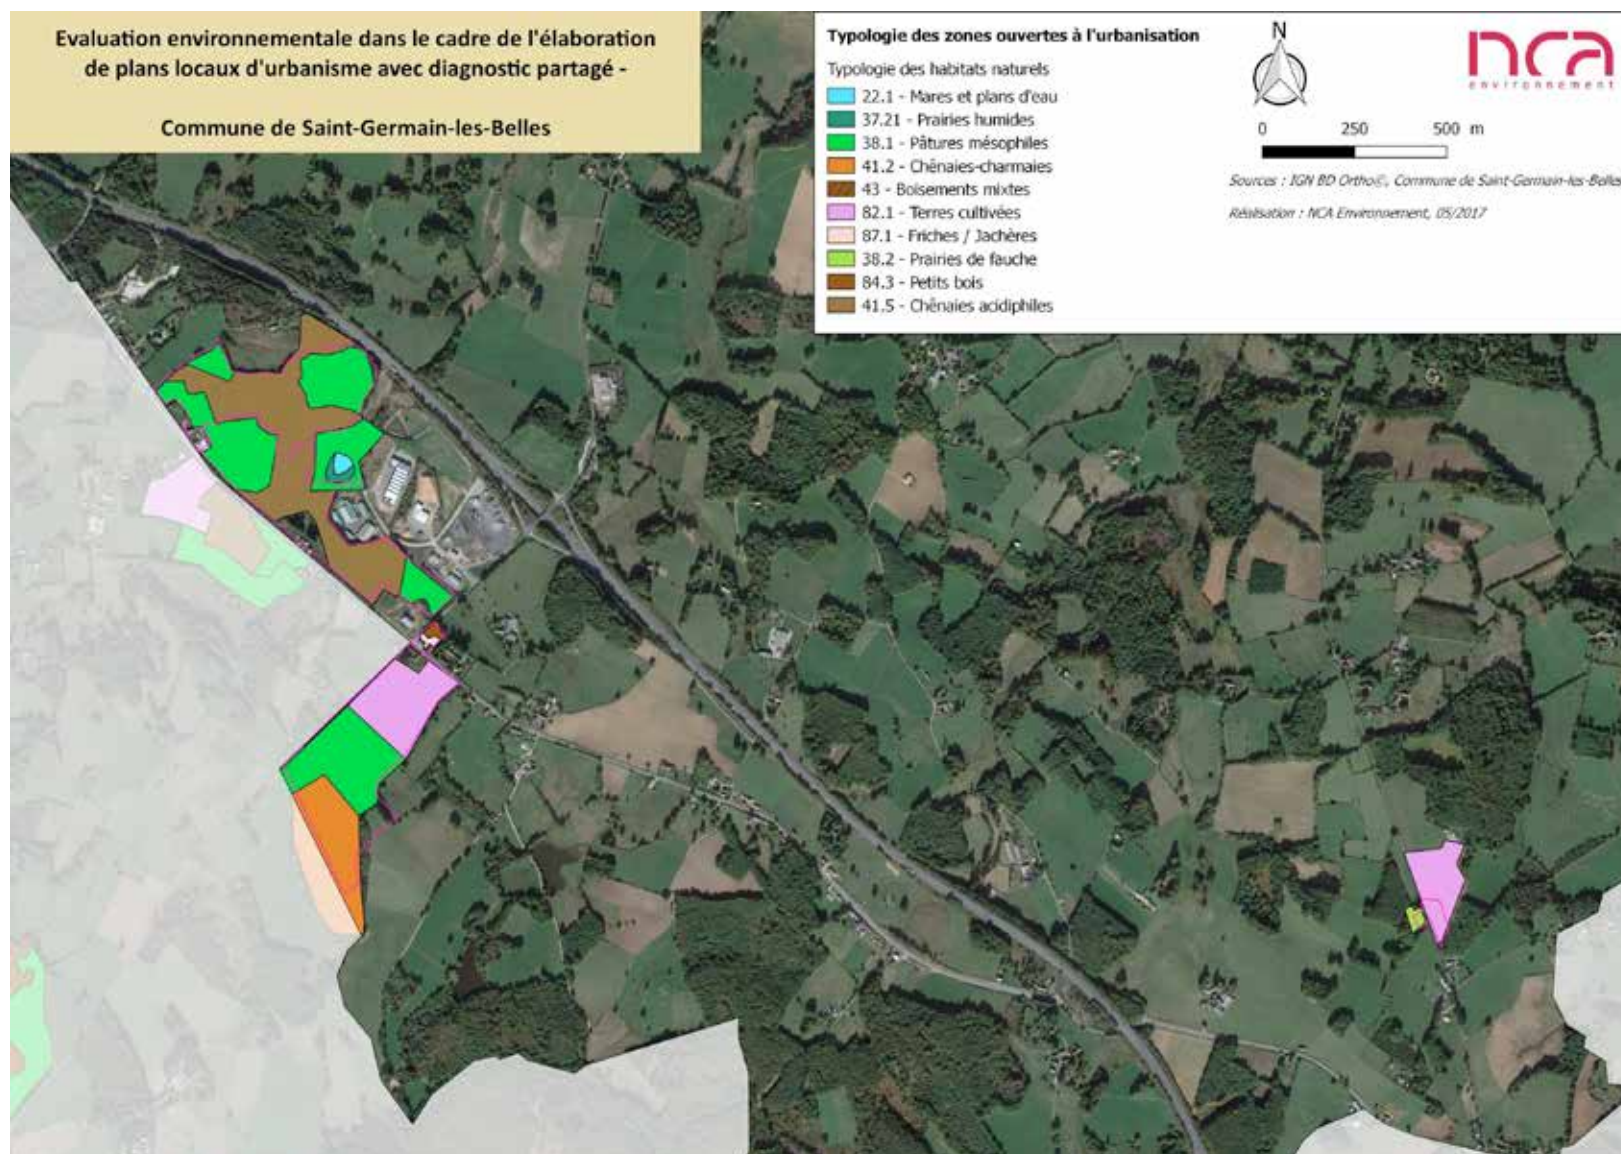 Evaluation environnementale dans le cadre de l'élaboration
de plans locaux d'urbanisme avec diagnostic partagé -
Commune de Saint-Germain-les-Belles
Typologie des zones ouvertes à l'urbanisation
Typologie des habitats naturels
22.1 - Mares et plans d'eau
37.21 - Prairies humides
38.1 - Pâtures mésophiles
41.2 - Chênaies-charmaies
43 - Boisements mixtes
82.1 - Terres cultivées
87.1 - Friches / Jachères
38.2 - Prairies de fauche
84.3 - Petits bois
41.5 - Chênaies acidiphiles
N
0 250 500 m
Sources : IGN BD Ortho©, Commune de Saint-Germain-les-Belles
Réalisation : NCA Environnement, 05/2017
nca
environnement